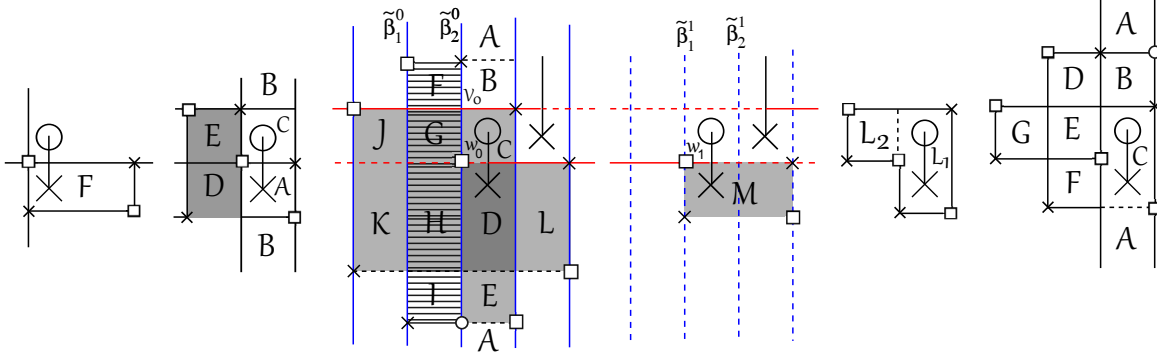 F
B
E C
D A
B
β̃₁⁰ β̃₂⁰ A
F B
v₀
J G w₀ C
K H D L
I E
A
β̃₁¹ β̃₂¹
w₁
M
L₂ L₁
A
D B
G E C
F
A